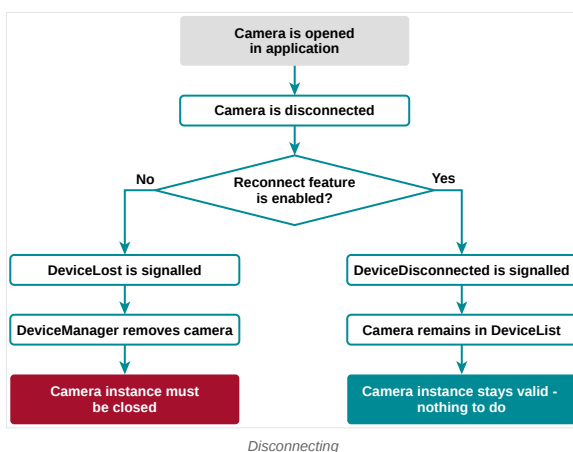 Camera is opened
in application
Camera is disconnected
No
Yes
Reconnect feature
is enabled?
DeviceLost is signalled
DeviceDisconnected is signalled
DeviceManager removes camera
Camera remains in DeviceList
Camera instance must
be closed
Camera instance stays valid -
nothing to do
Disconnecting